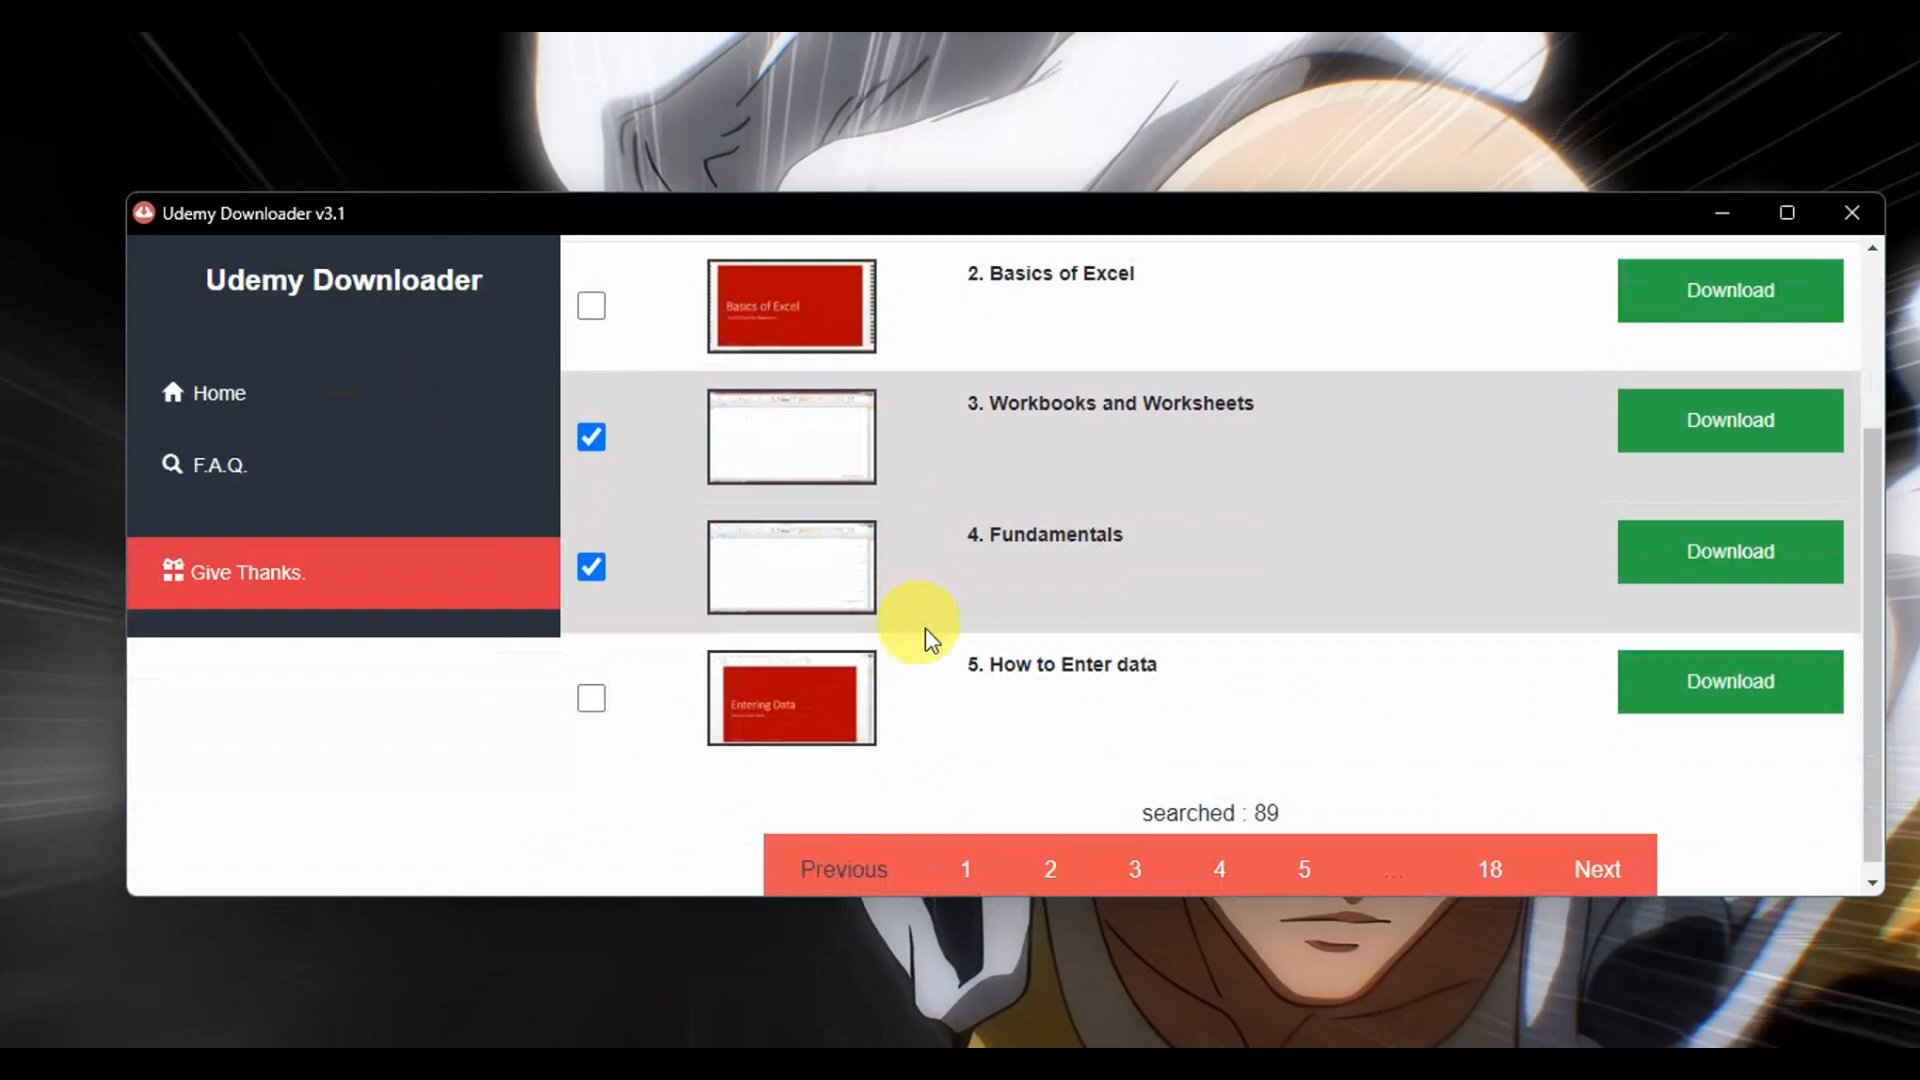 Udemy Downloader v3.1
Udemy Downloader
Home
F.A.Q.
Give Thanks.
Basics of Excel
2. Basics of Excel
Download
3. Workbooks and Worksheets
Download
4. Fundamentals
Download
Entering Data
5. How to Enter data
Download
searched : 89
Previous 1 2 3 4 5 ... 18 Next